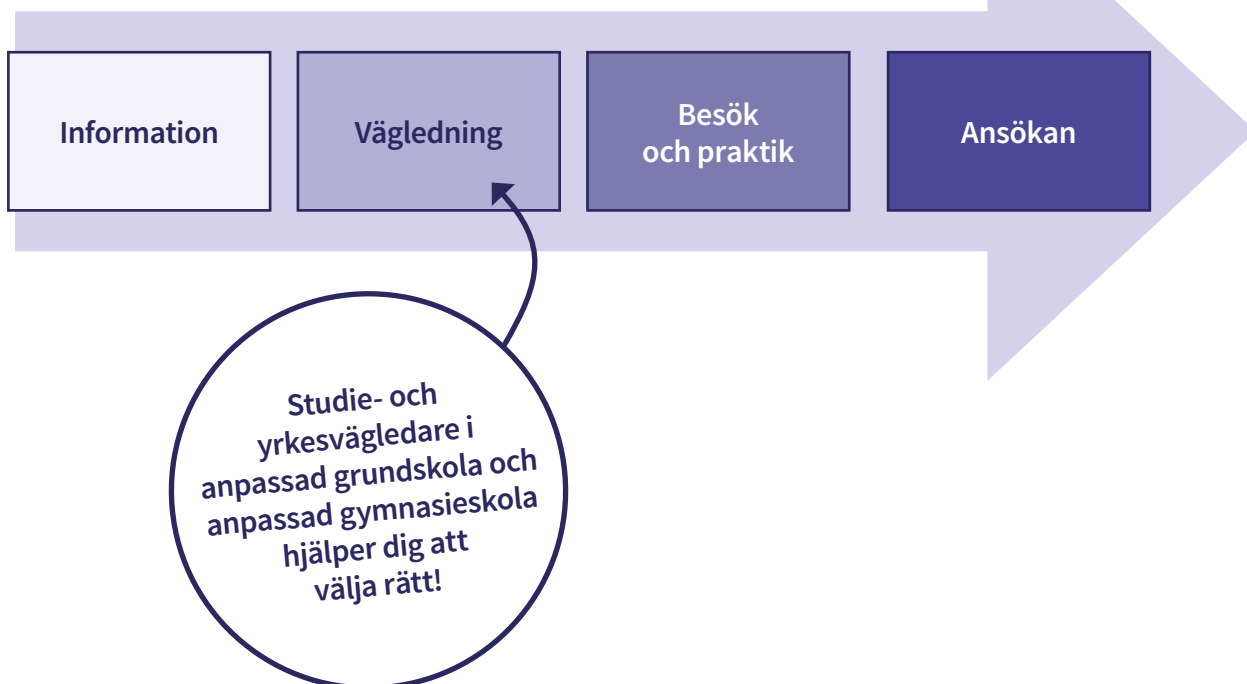 Information
Vägledning
Besök
och praktik
Ansökan
Studie- och
yrkesvägledare i
anpassad grundskola och
anpassad gymnasieskola
hjälper dig att
välja rätt!